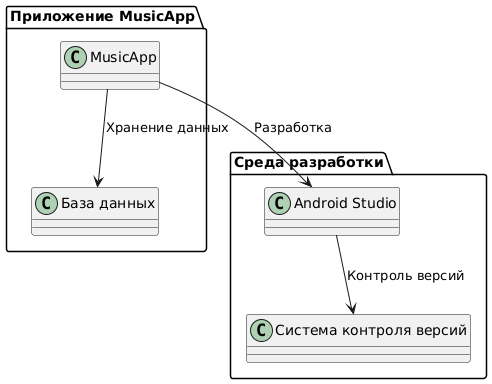 Приложение MusicApp
C MusicApp
Хранение данных
Разработка
C База данных
Среда разработки
C Android Studio
Контроль версий
C Система контроля версий